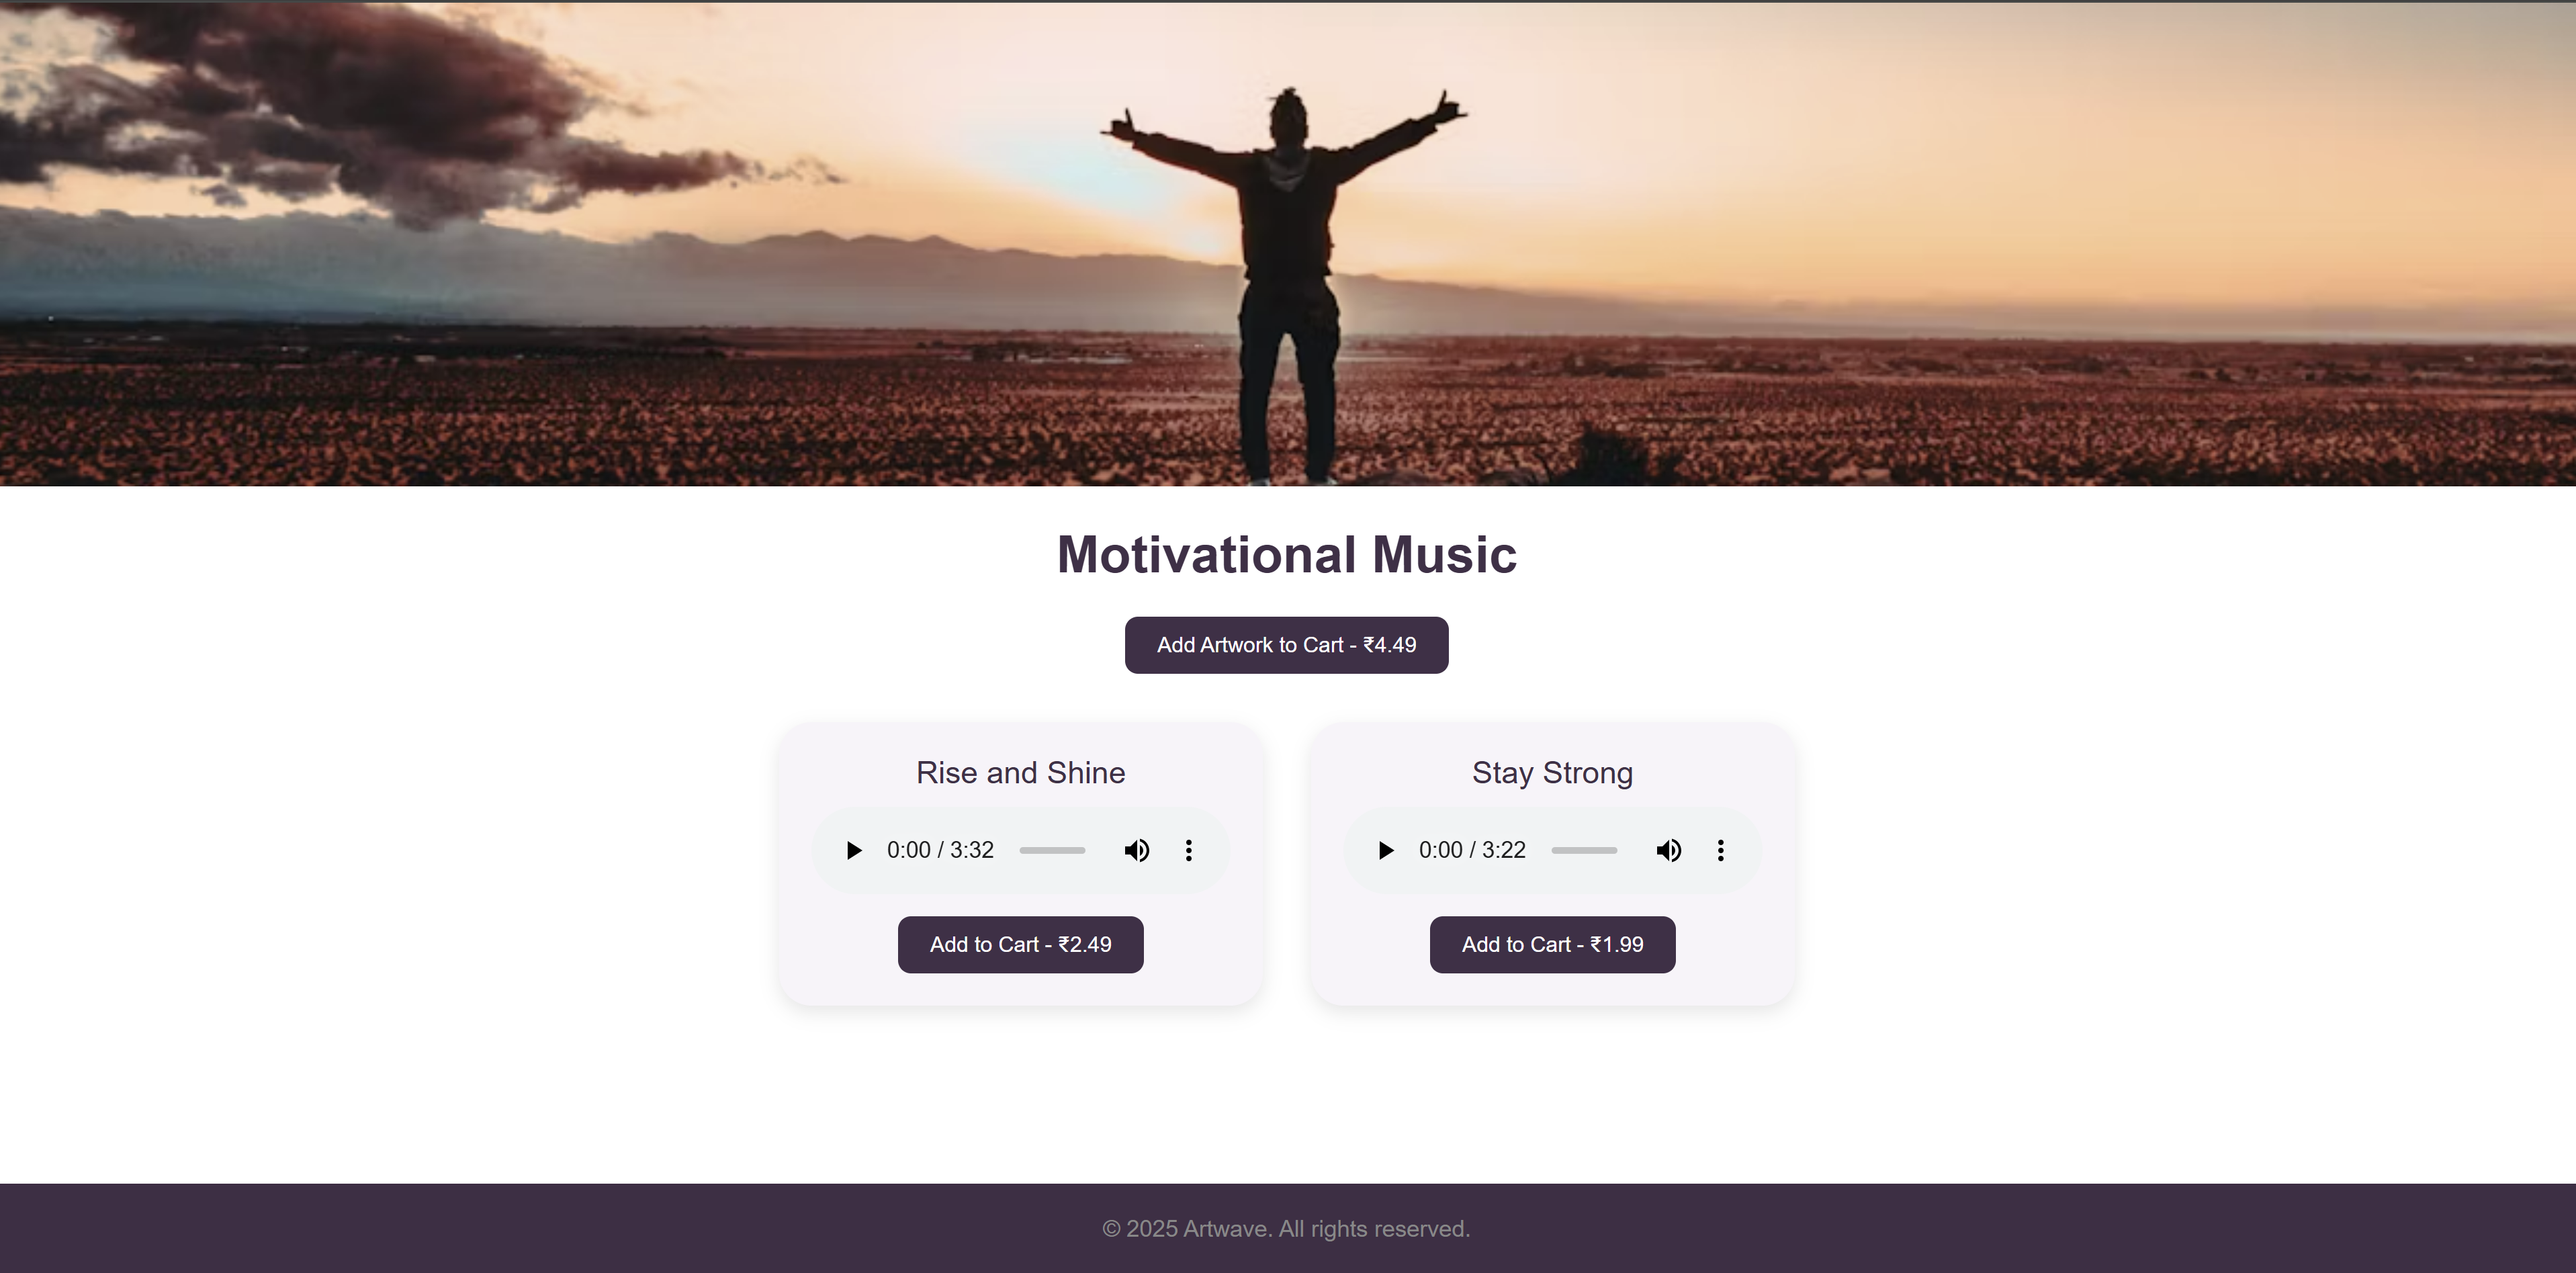 Motivational Music
Add Artwork to Cart - ₹4.49
Rise and Shine
0:00 / 3:32
Add to Cart - ₹2.49
Stay Strong
0:00 / 3:22
Add to Cart - ₹1.99
© 2025 Artwave. All rights reserved.